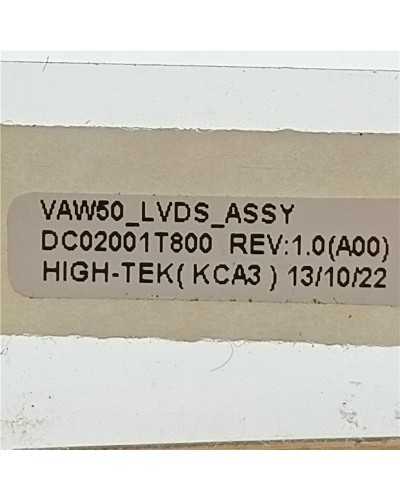 VAW50_LVDS_ASSY
DC02001T800 REV:1.0(A00)
HIGH-TEK( KCA3 ) 13/10/22